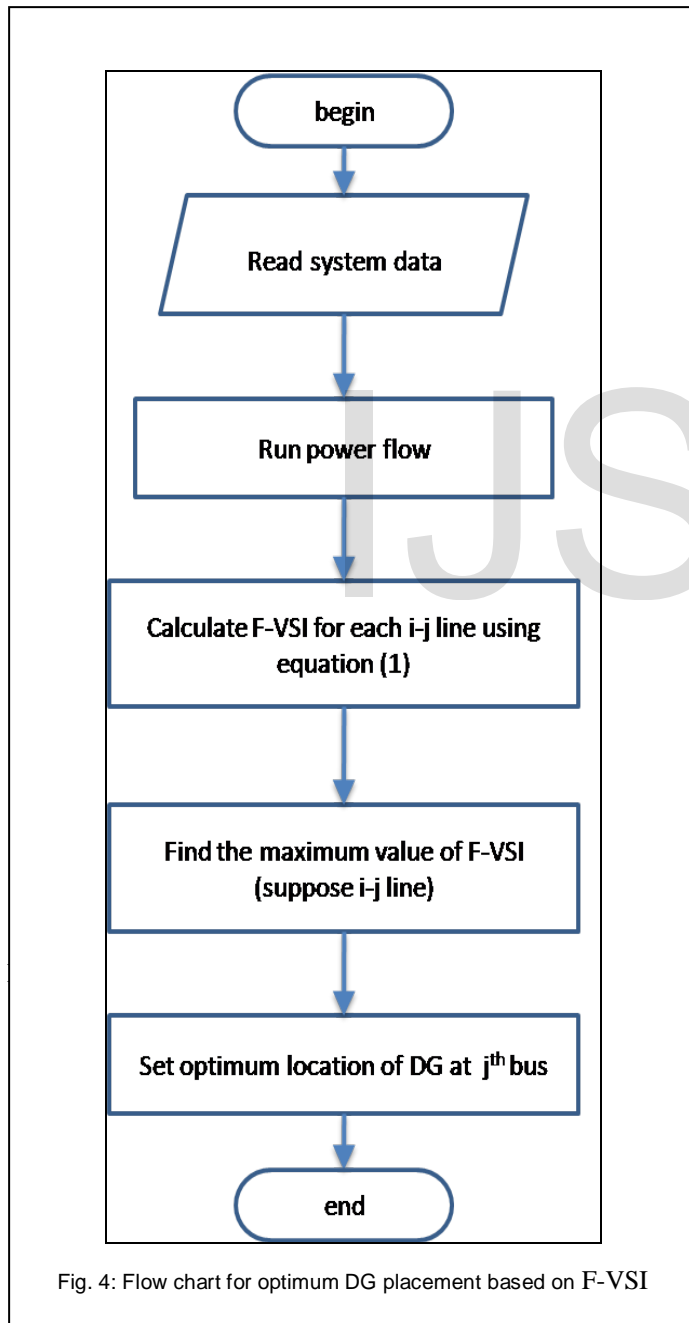 begin
Read system data
Run power flow
IJS
Calculate F-VSI for each i-j line using
equation (1)
Find the maximum value of F-VSI
(suppose i-j line)
Set optimum location of DG at jth bus
end
Fig. 4: Flow chart for optimum DG placement based on F-VSI